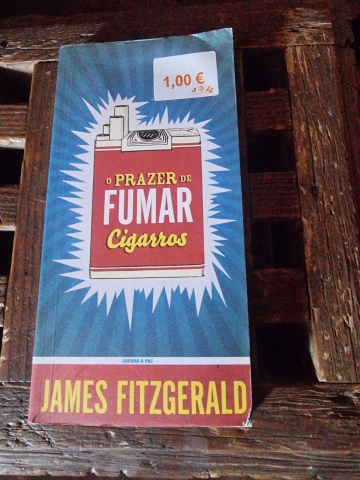 1,00 €
O PRAZER DE
FUMAR
Cigarros
GUERRA & PAZ
JAMES FITZGERALD